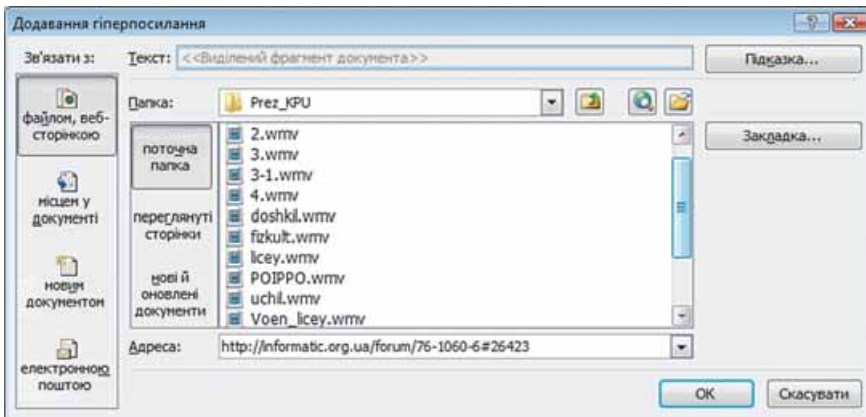 Додавання гіперпосилання
Зв'язати з:
Текст: <<Виділений фрагмент документа>>
Підказка...
файлом, веб-
сторінкою
Папка: Prez_KPU
Закладка...
місцем у
документі
новим
документом
електронною
поштою
поточна
папка
переглянуті
сторінки
нові й
оновлені
документи
2.wmv
3.wmv
3-1.wmv
4.wmv
doshkil.wmv
fizkult.wmv
licey.wmv
POIPPO.wmv
uchil.wmv
Voen_licey.wmv
Адреса: http://informatic.org.ua/forum/76-1060-6#26423
ОК
Скасувати